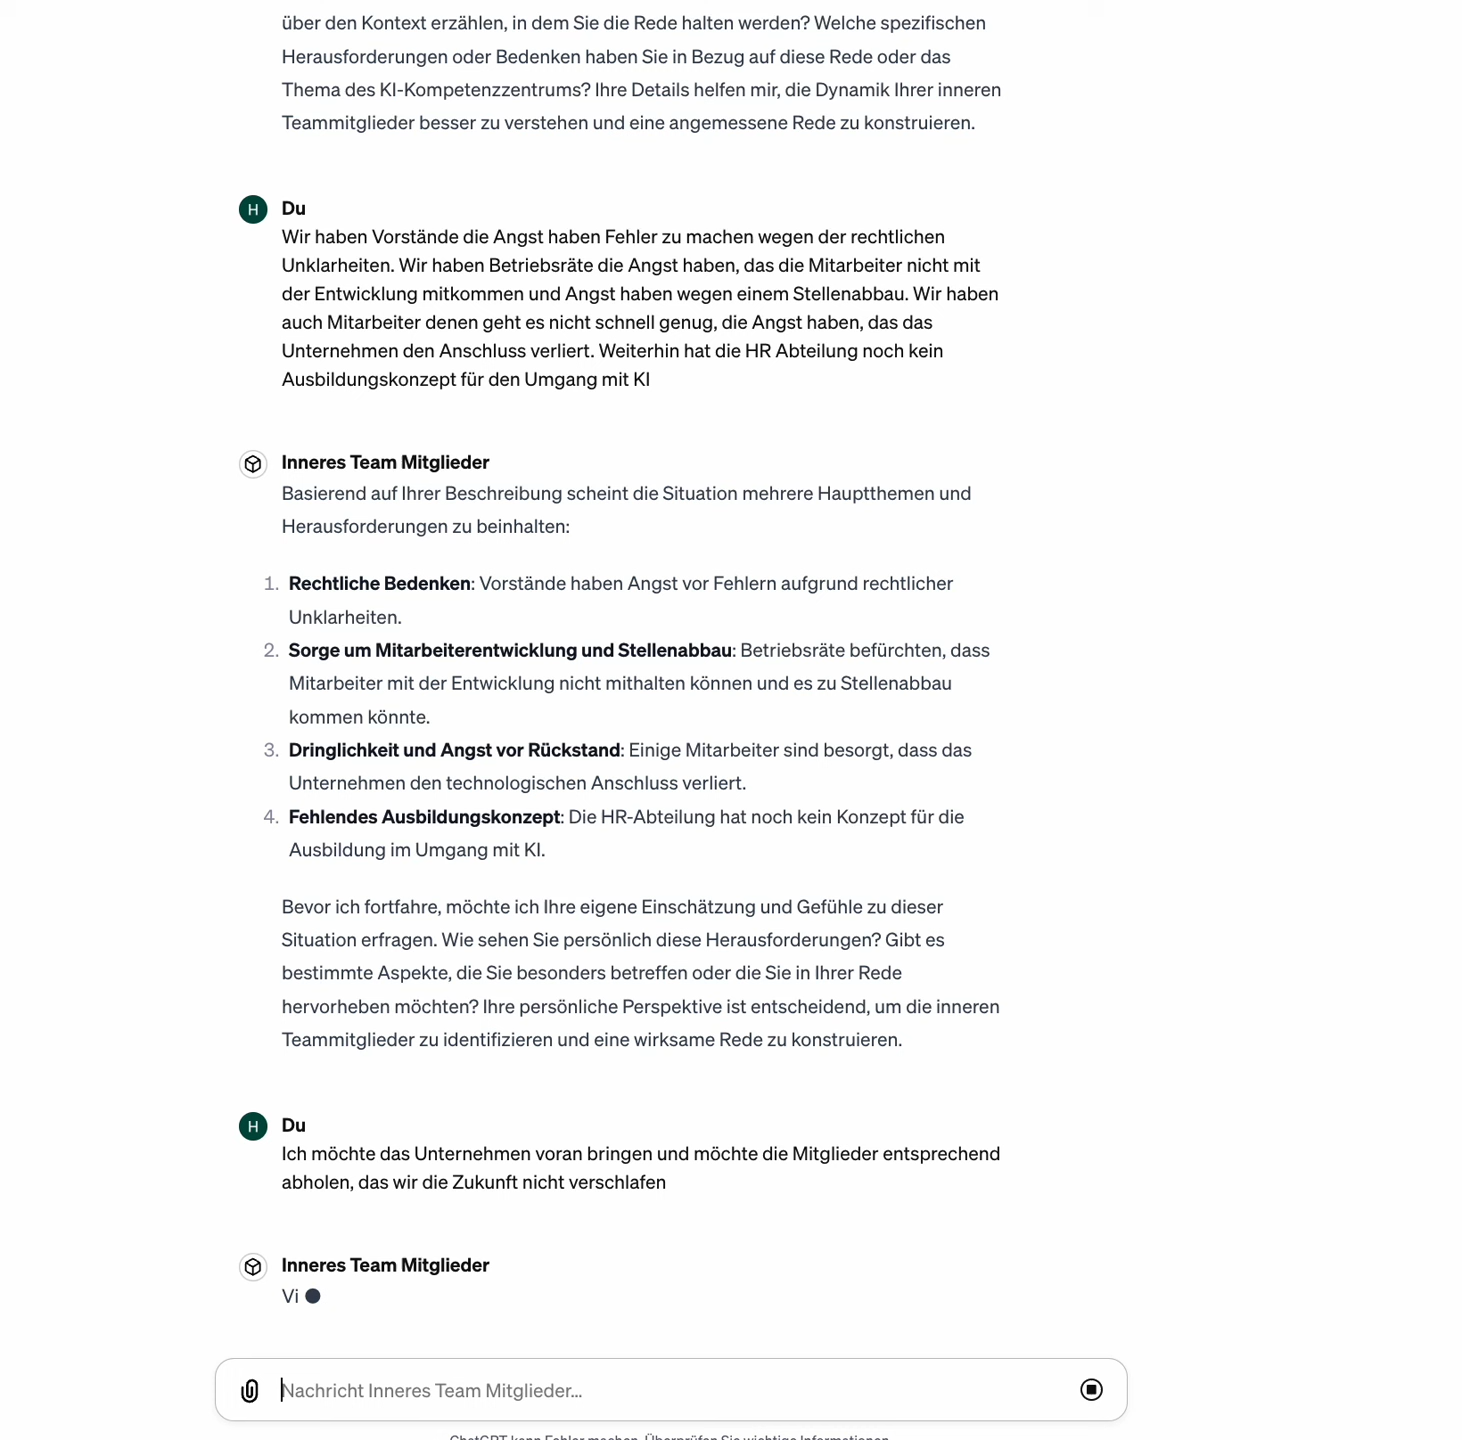 über den Kontext erzählen, in dem Sie die Rede halten werden? Welche spezifischen
Herausforderungen oder Bedenken haben Sie in Bezug auf diese Rede oder das
Thema des KI-Kompetenzzentrums? Ihre Details helfen mir, die Dynamik Ihrer inneren
Teammitglieder besser zu verstehen und eine angemessene Rede zu konstruieren.
H Du
Wir haben Vorstände die Angst haben Fehler zu machen wegen der rechtlichen
Unklarheiten. Wir haben Betriebsräte die Angst haben, das die Mitarbeiter nicht mit
der Entwicklung mitkommen und Angst haben wegen einem Stellenabbau. Wir haben
auch Mitarbeiter denen geht es nicht schnell genug, die Angst haben, das das
Unternehmen den Anschluss verliert. Weiterhin hat die HR Abteilung noch kein
Ausbildungskonzept für den Umgang mit KI
Inneres Team Mitglieder
Basierend auf Ihrer Beschreibung scheint die Situation mehrere Hauptthemen und
Herausforderungen zu beinhalten:
1. Rechtliche Bedenken: Vorstände haben Angst vor Fehlern aufgrund rechtlicher
Unklarheiten.
2. Sorge um Mitarbeiterentwicklung und Stellenabbau: Betriebsräte befürchten, dass
Mitarbeiter mit der Entwicklung nicht mithalten können und es zu Stellenabbau
kommen könnte.
3. Dringlichkeit und Angst vor Rückstand: Einige Mitarbeiter sind besorgt, dass das
Unternehmen den technologischen Anschluss verliert.
4. Fehlendes Ausbildungskonzept: Die HR-Abteilung hat noch kein Konzept für die
Ausbildung im Umgang mit KI.
Bevor ich fortfahre, möchte ich Ihre eigene Einschätzung und Gefühle zu dieser
Situation erfragen. Wie sehen Sie persönlich diese Herausforderungen? Gibt es
bestimmte Aspekte, die Sie besonders betreffen oder die Sie in Ihrer Rede
hervorheben möchten? Ihre persönliche Perspektive ist entscheidend, um die inneren
Teammitglieder zu identifizieren und eine wirksame Rede zu konstruieren.
H Du
Ich möchte das Unternehmen voran bringen und möchte die Mitglieder entsprechend
abholen, das wir die Zukunft nicht verschlafen
Inneres Team Mitglieder
Vi
Nachricht Inneres Team Mitglieder...
ChatGPT kann Fehler machen. Überprüfen Sie wichtige Informationen.